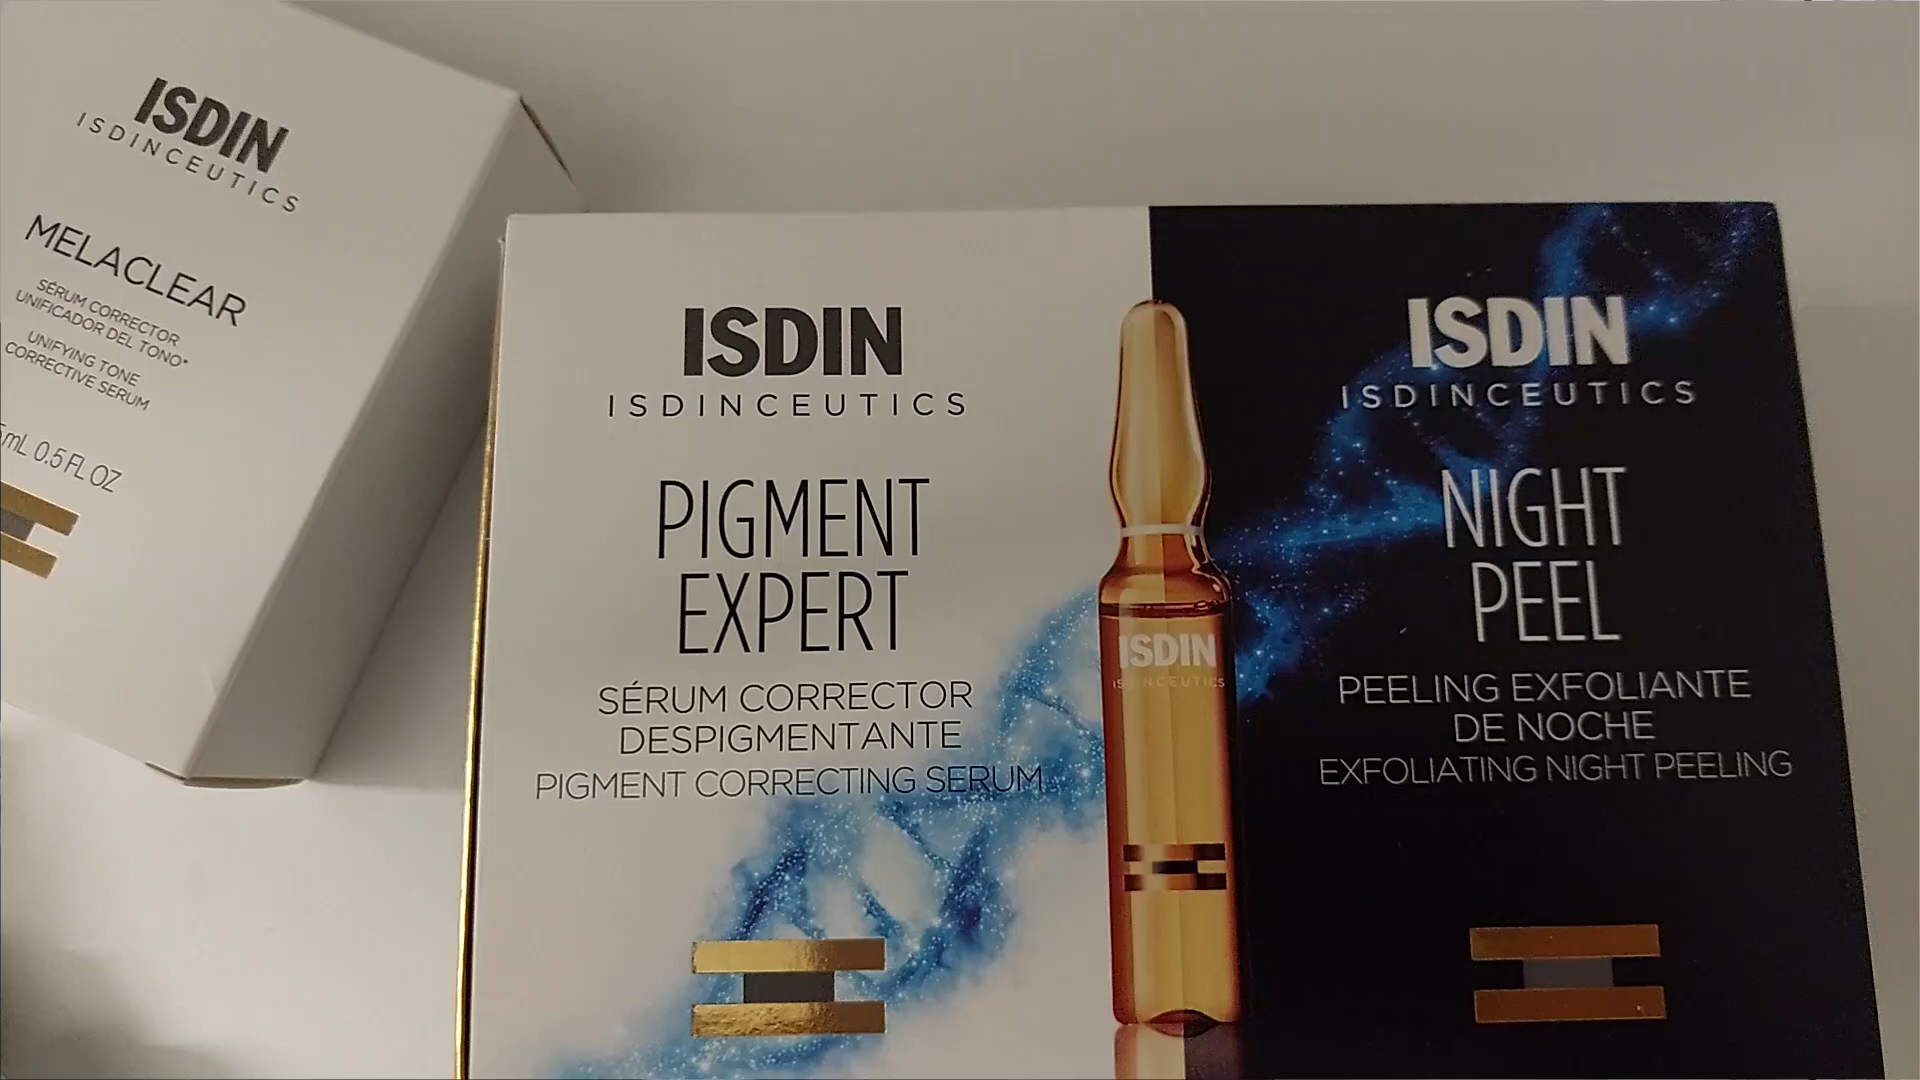 ISDIN
ISDINCEUTICS
MELACLEAR
SÉRUM CORRECTOR
UNIFICADOR DEL TONO*
UNIFYING TONE
CORRECTIVE SERUM
5mL 0.5 FL OZ
ISDIN
ISDINCEUTICS
PIGMENT
EXPERT
SÉRUM CORRECTOR
DESPIGMENTANTE
PIGMENT CORRECTING SERUM
ISDIN
ISDINCEUTICS
ISDIN
ISDINCEUTICS
NIGHT
PEEL
PEELING EXFOLIANTE
DE NOCHE
EXFOLIATING NIGHT PEELING